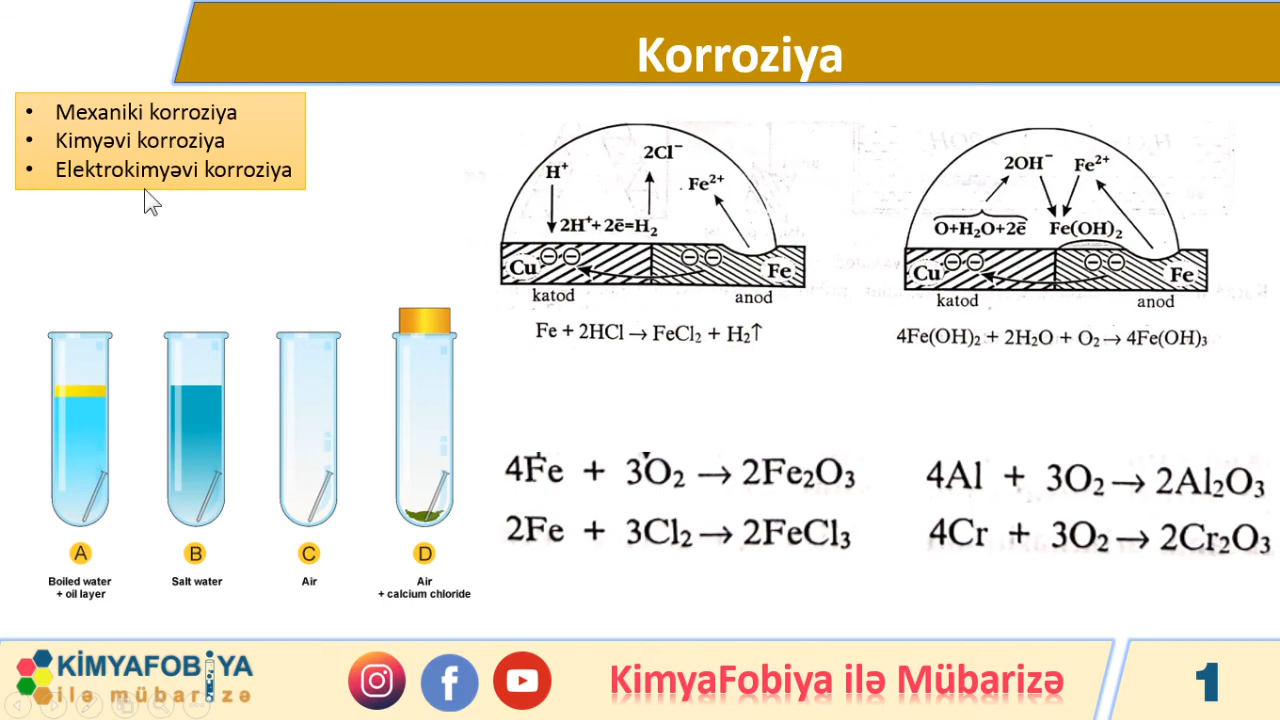 Korroziya
• Mexaniki korroziya
• Kimyəvi korroziya
• Elektrokimyəvi korroziya
H⁺
2Cl⁻
Fe²⁺
2H⁺+2ē=H₂
Cu
Fe
katod
anod
Fe + 2HCl → FeCl₂ + H₂↑
2OH⁻
Fe²⁺
O+H₂O+2ē
Fe(OH)₂
Cu
Fe
katod
anod
4Fe(OH)₂ + 2H₂O + O₂ → 4Fe(OH)₃
A
B
C
D
Boiled water
+ oil layer
Salt water
Air
Air
+ calcium chloride
4Fe + 3O₂ → 2Fe₂O₃
2Fe + 3Cl₂ → 2FeCl₃
4Al + 3O₂ → 2Al₂O₃
4Cr + 3O₂ → 2Cr₂O₃
KİMYAFOBİYA
ilə mübarizə
KimyaFobiya ilə Mübarizə
1